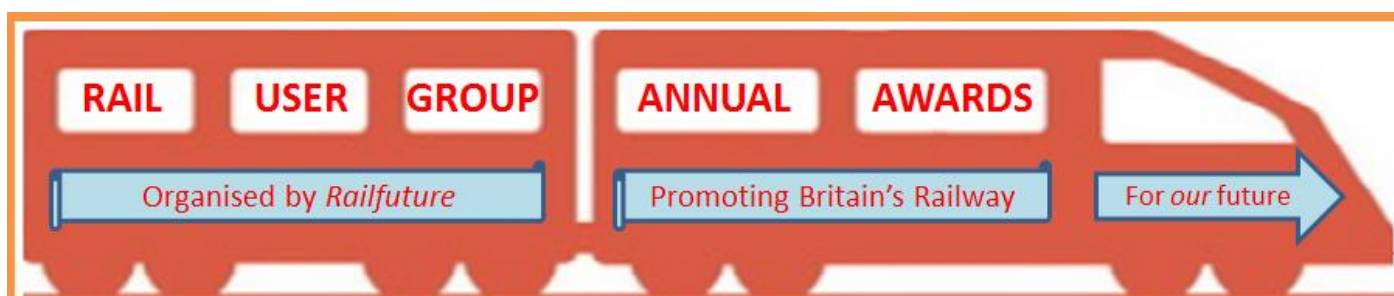 RAIL USER GROUP ANNUAL AWARDS
Organised by Railfuture Promoting Britain's Railway For our future